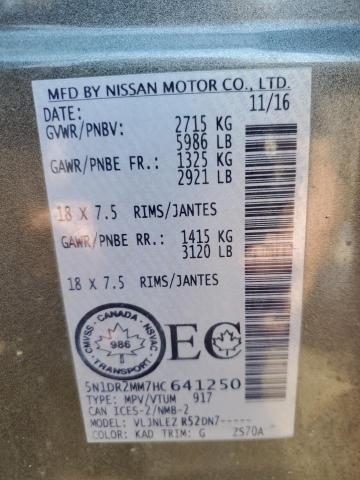 MFD BY NISSAN MOTOR CO., LTD.
DATE: 11/16
GVWR/PNBV: 2715 KG
5986 LB
GAWR/PNBE FR.: 1325 KG
2921 LB
18 X 7.5 RIMS/JANTES
GAWR/PNBE RR.: 1415 KG
3120 LB
18 X 7.5 RIMS/JANTES
CANADA
CMVSS NSVAC
986
TRANSPORT
EC
5N1DR2MM7HC641250
TYPE: MPV/VTUM 917
CAN ICES-2/NMB-2
MODEL: VLJNLEZ R52DN7-----
COLOR: KAD TRIM: G 2S70A